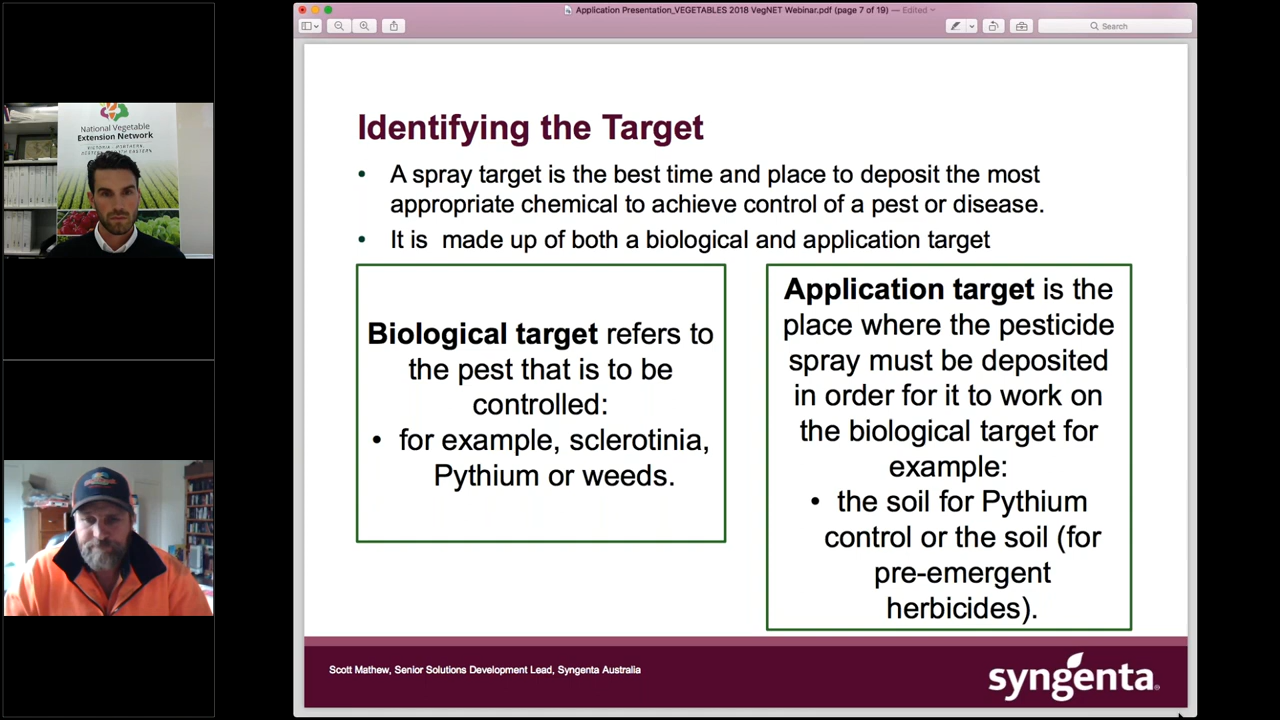 Application Presentation_VEGETABLES 2018 VegNET Webinar.pdf (page 7 of 19) — Edited
Search
National Vegetable
Extension Network
Identifying the Target
• A spray target is the best time and place to deposit the most
appropriate chemical to achieve control of a pest or disease.
• It is made up of both a biological and application target
Biological target refers to
the pest that is to be
controlled:
• for example, sclerotinia,
Pythium or weeds.
Application target is the
place where the pesticide
spray must be deposited
in order for it to work on
the biological target for
example:
• the soil for Pythium
control or the soil (for
pre-emergent
herbicides).
Scott Mathew, Senior Solutions Development Lead, Syngenta Australia
syngenta